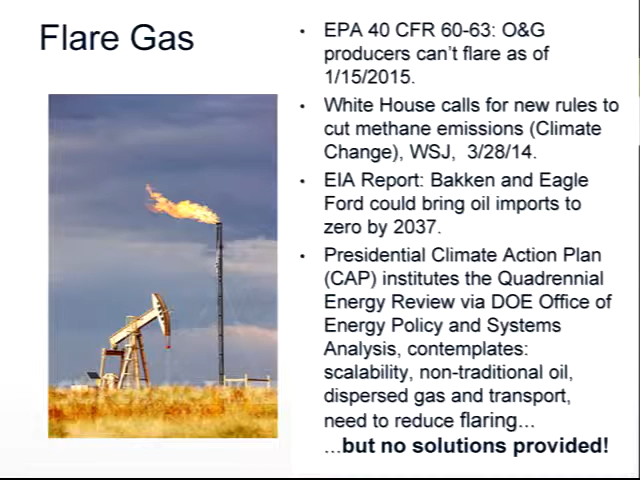 Flare Gas
• EPA 40 CFR 60-63: O&G
producers can't flare as of
1/15/2015.
• White House calls for new rules to
cut methane emissions (Climate
Change), WSJ, 3/28/14.
• EIA Report: Bakken and Eagle
Ford could bring oil imports to
zero by 2037.
• Presidential Climate Action Plan
(CAP) institutes the Quadrennial
Energy Review via DOE Office of
Energy Policy and Systems
Analysis, contemplates:
scalability, non-traditional oil,
dispersed gas and transport,
need to reduce flaring…
…but no solutions provided!